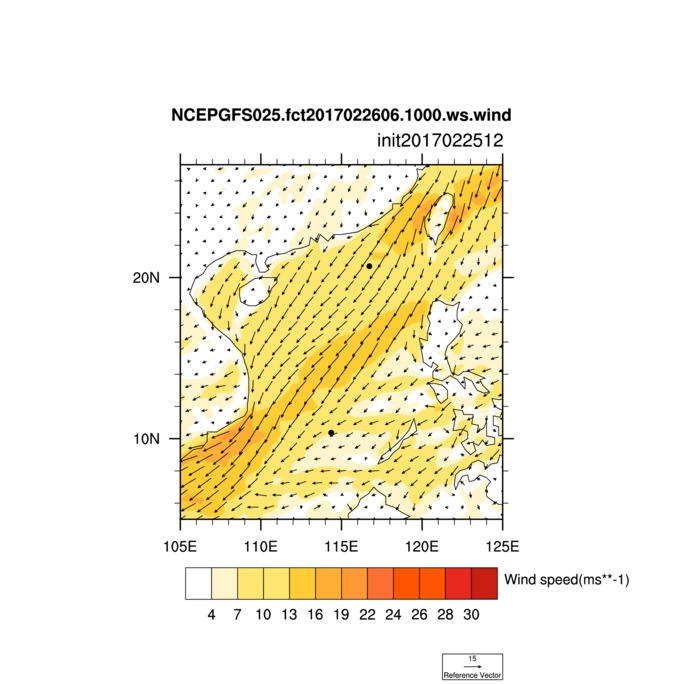 NCEPGFS025.fct2017022606.1000.ws.wind
init2017022512
20N
10N
105E 110E 115E 120E 125E
Wind speed(ms**-1)
4 7 10 13 16 19 22 24 26 28 30
15
Reference Vector